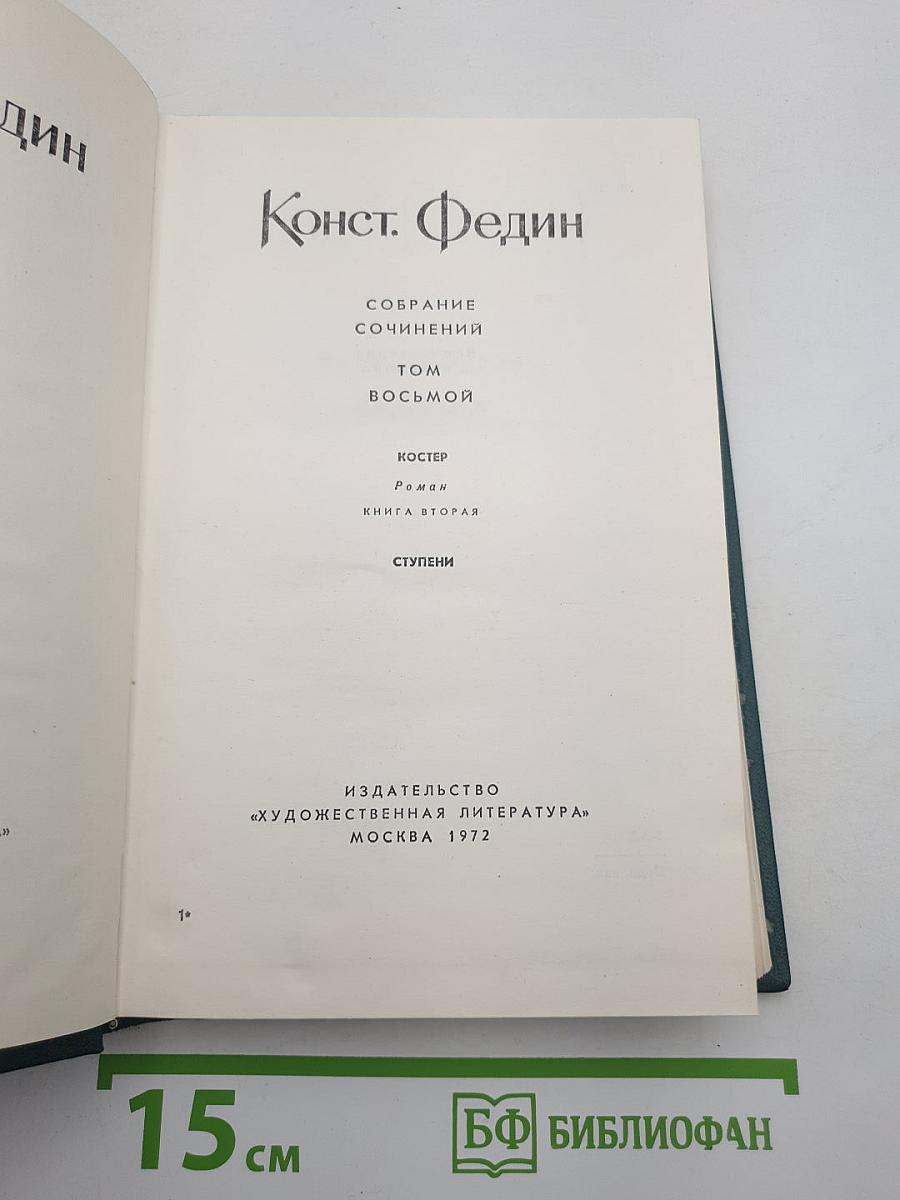 дин
Конст. Федин
СОБРАНИЕ
СОЧИНЕНИЙ
ТОМ
ВОСЬМОЙ
КОСТЕР
Роман
КНИГА ВТОРАЯ
СТУПЕНИ
ИЗДАТЕЛЬСТВО
«ХУДОЖЕСТВЕННАЯ ЛИТЕРАТУРА»
МОСКВА 1972
1*
15 см
БФ БИБЛИОФАН